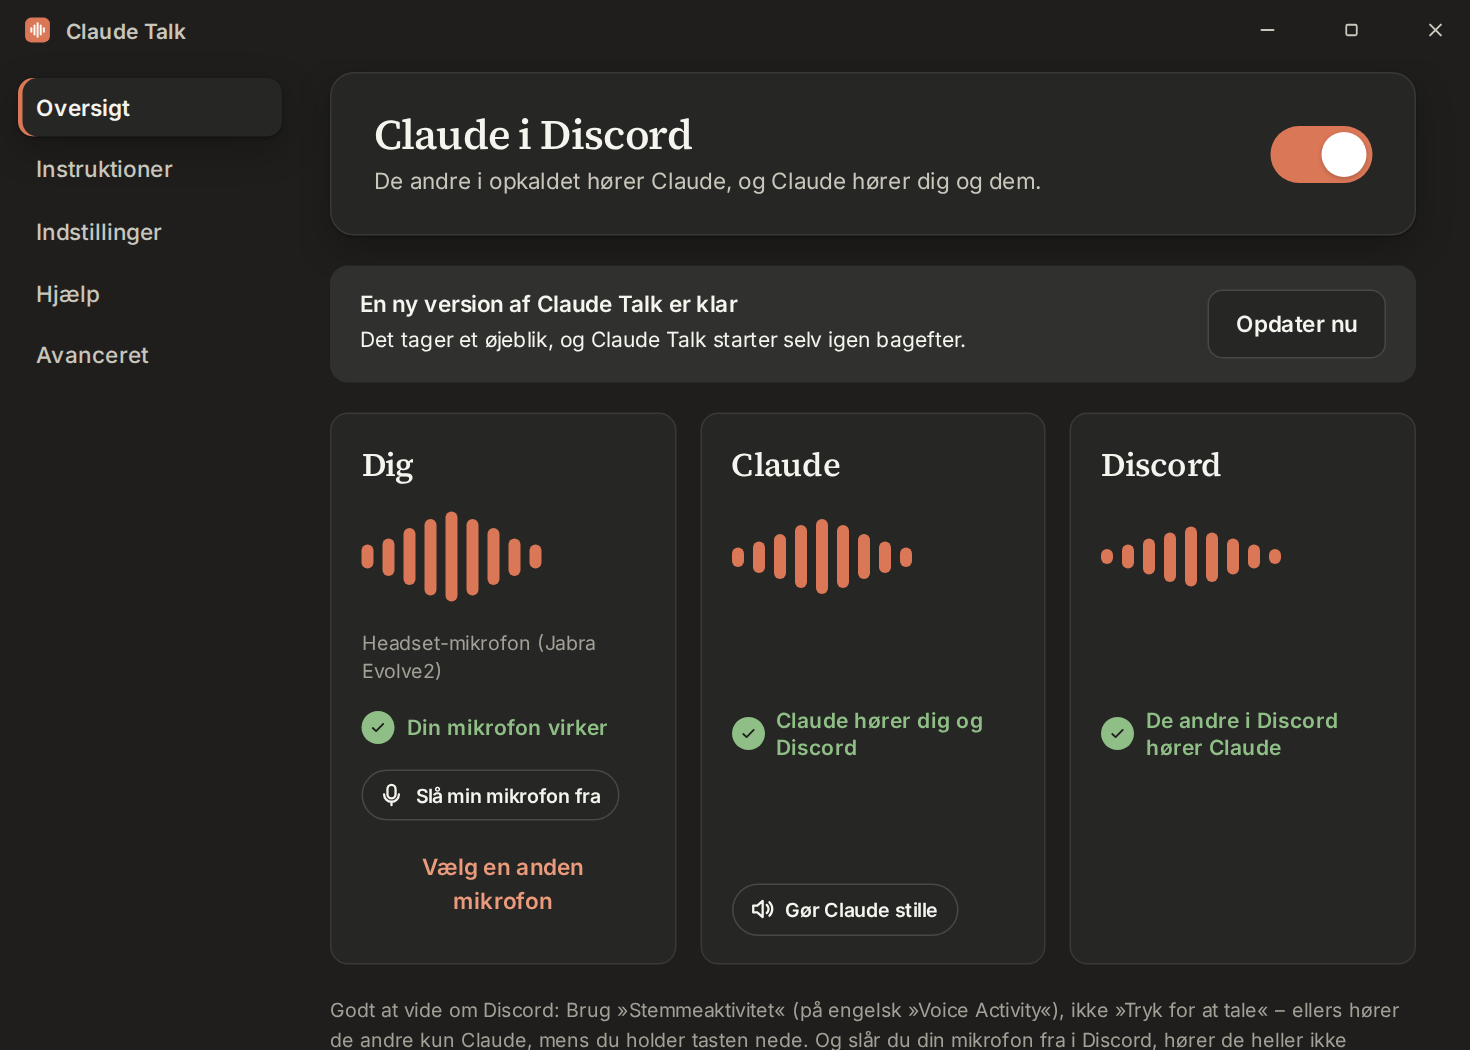 Claude Talk
Oversigt
Instruktioner
Indstillinger
Hjælp
Avanceret
Claude i Discord
De andre i opkaldet hører Claude, og Claude hører dig og dem.
En ny version af Claude Talk er klar
Det tager et øjeblik, og Claude Talk starter selv igen bagefter.
Opdater nu
Dig
Headset-mikrofon (Jabra
Evolve2)
Din mikrofon virker
Slå min mikrofon fra
Vælg en anden
mikrofon
Claude
Claude hører dig og
Discord
Gør Claude stille
Discord
De andre i Discord
hører Claude
Godt at vide om Discord: Brug »Stemmeaktivitet« (på engelsk »Voice Activity«), ikke »Tryk for at tale« – ellers hører
de andre kun Claude, mens du holder tasten nede. Og slår du din mikrofon fra i Discord, hører de heller ikke